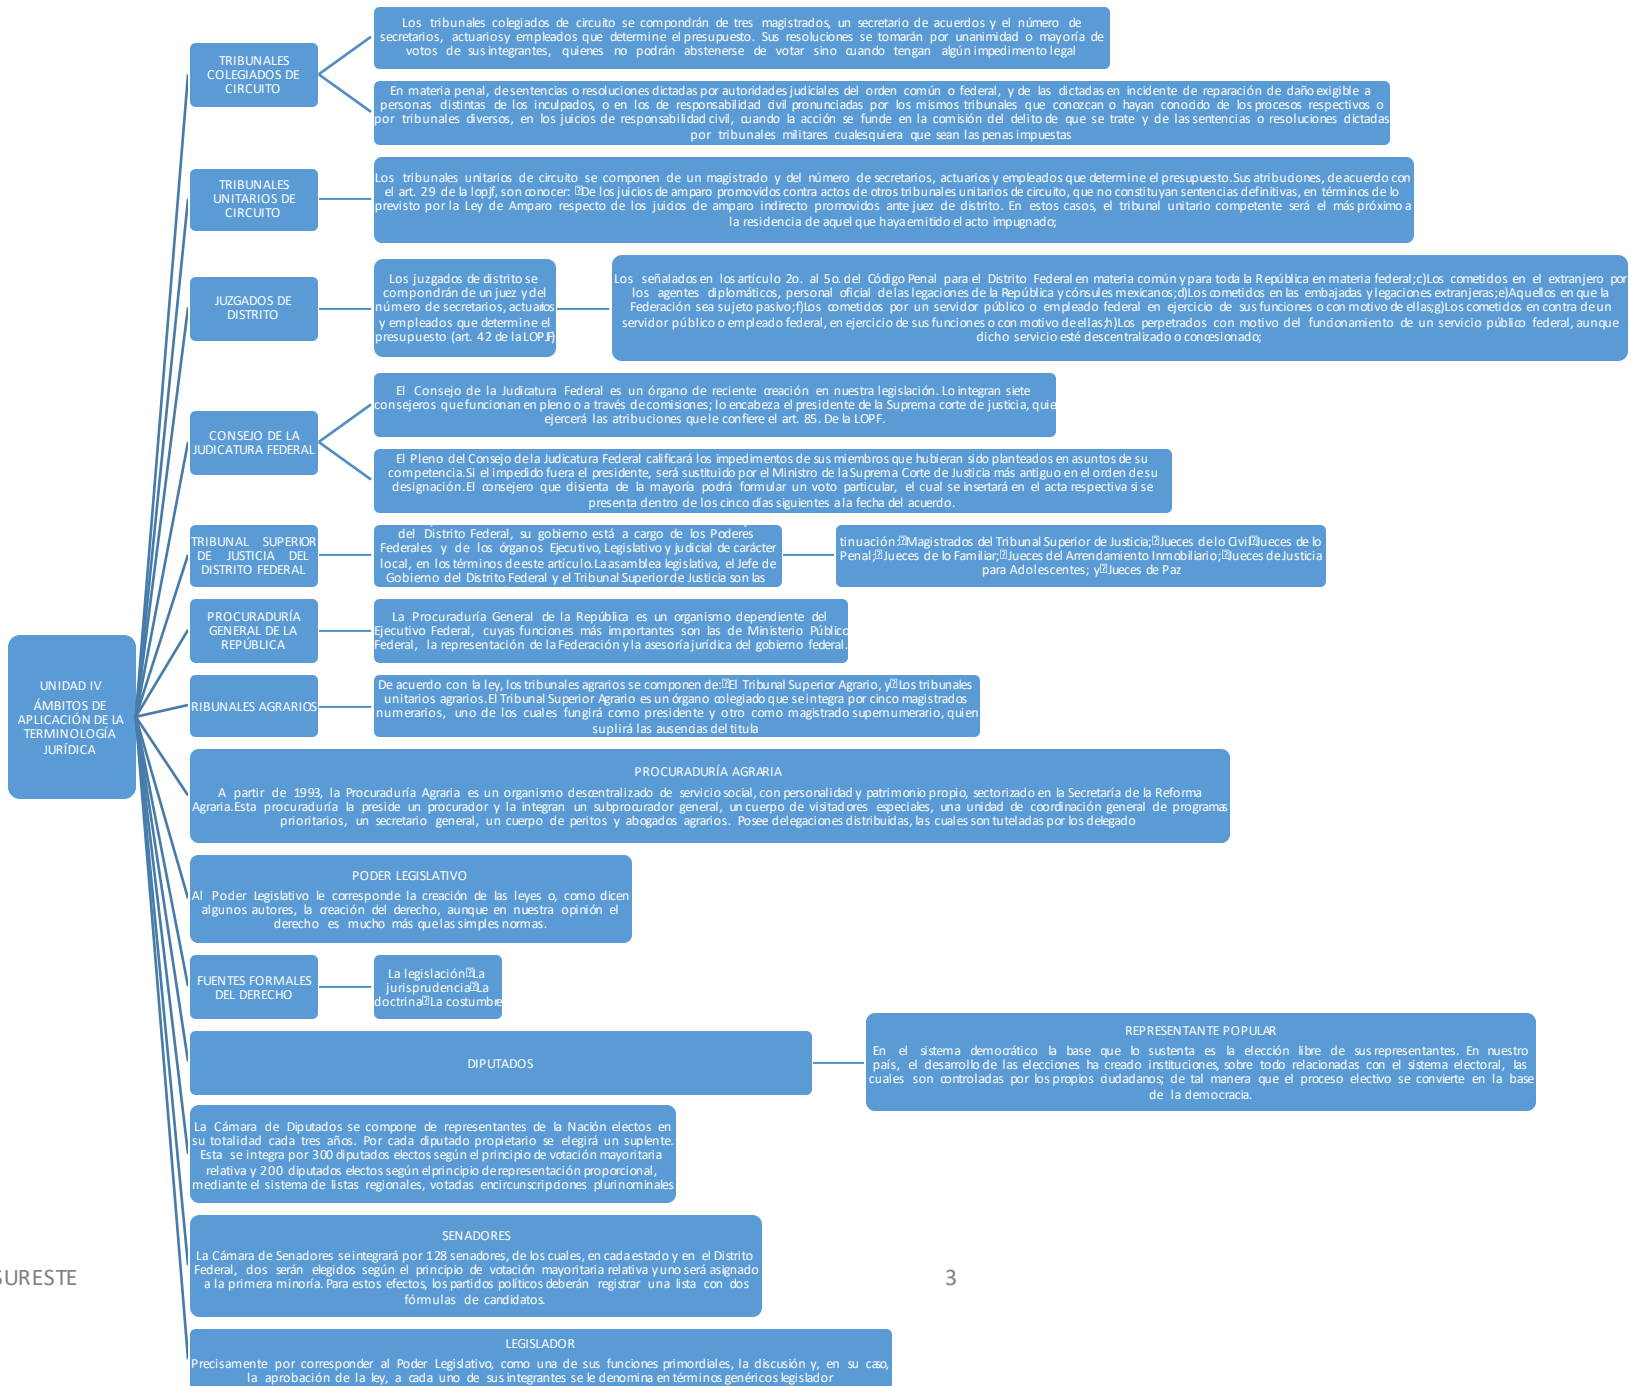 UNIDAD IV
ÁMBITOS DE
APLICACIÓN DE LA
TERMINOLOGÍA
JURÍDICA
TRIBUNALES
COLEGIADOS DE
CIRCUITO
Los tribunales colegiados de circuito se compondrán de tres magistrados, un secretario de acuerdos y el número de
secretarios, actuarios y empleados que determine el presupuesto. Sus resoluciones se tomarán por unanimidad o mayoría de
votos de sus integrantes, quienes no podrán abstenerse de votar sino cuando tengan algún impedimento legal
En materia penal, de sentencias o resoluciones dictadas por autoridades judiciales del orden común o federal, y de las dictadas en incidente de reparación de daño exigible a
personas distintas de los inculpados, o en los de responsabilidad civil pronunciadas por los mismos tribunales que conozcan o hayan conocido de los procesos respectivos o
por tribunales diversos, en los juicios de responsabilidad civil, cuando la acción se funde en la comisión del delito de que se trate y de las sentencias o resoluciones dictadas
por tribunales militares cualesquiera que sean las penas impuestas
TRIBUNALES
UNITARIOS DE
CIRCUITO
Los tribunales unitarios de circuito se componen de un magistrado y del número de secretarios, actuarios y empleados que determine el presupuesto. Sus atribuciones, de acuerdo con
el art. 29 de la lopjf, son conocer: De los juicios de amparo promovidos contra actos de otros tribunales unitarios de circuito, que no constituyan sentencias definitivas, en términos de lo
previsto por la Ley de Amparo respecto de los juicios de amparo indirecto promovidos ante juez de distrito. En estos casos, el tribunal unitario competente será el más próximo a
la residencia de aquel que haya emitido el acto impugnado;
JUZGADOS DE
DISTRITO
Los juzgados de distrito se
compondrán de un juez y del
número de secretarios, actuarios
y empleados que determine el
presupuesto (art. 42 de la LOPJF)
Los señalados en los artículo 2o. al 5o. del Código Penal para el Distrito Federal en materia común y para toda la República en materia federal;c)Los cometidos en el extranjero por
los agentes diplomáticos, personal oficial de las legaciones de la República y cónsules mexicanos;d)Los cometidos en las embajadas y legaciones extranjeras;e)Aquellos en que la
Federación sea sujeto pasivo;f)Los cometidos por un servidor público o empleado federal en ejercicio de sus funciones o con motivo de ellas;g)Los cometidos en contra de un
servidor público o empleado federal, en ejercicio de sus funciones o con motivo de ellas;h)Los perpetrados con motivo del funcionamiento de un servicio público federal, aunque
dicho servicio esté descentralizado o concesionado;
CONSEJO DE LA
JUDICATURA FEDERAL
El Consejo de la Judicatura Federal es un órgano de reciente creación en nuestra legislación. Lo integran siete
consejeros que funcionan en pleno o a través de comisiones; lo encabeza el presidente de la Suprema corte de justicia, quie
ejercerá las atribuciones que le confiere el art. 85. De la LOPF.
El Pleno del Consejo de la Judicatura Federal calificará los impedimentos de sus miembros que hubieran sido planteados en asuntos de su
competencia.Si el impedido fuera el presidente, será sustituido por el Ministro de la Suprema Corte de Justicia más antiguo en el orden de su
designación.El consejero que disienta de la mayoría podrá formular un voto particular, el cual se insertará en el acta respectiva si se
presenta dentro de los cinco días siguientes a la fecha del acuerdo.
TRIBUNAL SUPERIOR
DE JUSTICIA DEL
DISTRITO FEDERAL
del Distrito Federal, su gobierno está a cargo de los Poderes
Federales y de los órganos Ejecutivo, Legislativo y judicial de carácter
local, en los términos de este artículo.La asamblea legislativa, el Jefe de
Gobierno del Distrito Federal y el Tribunal Superior de Justicia son las
tinuación:Magistrados del Tribunal Superior de Justicia;Jueces de lo CivilJueces de lo
Penal;Jueces de lo Familiar;Jueces del Arrendamiento Inmobiliario;Jueces de Justicia
para Adolescentes; yJueces de Paz
PROCURADURÍA
GENERAL DE LA
REPÚBLICA
La Procuraduría General de la República es un organismo dependiente del
Ejecutivo Federal, cuyas funciones más importantes son las de Ministerio Público
Federal, la representación de la Federación y la asesoría jurídica del gobierno federal.
RIBUNALES AGRARIOS
De acuerdo con la ley, los tribunales agrarios se componen de:El Tribunal Superior Agrario, yLos tribunales
unitarios agrarios.El Tribunal Superior Agrario es un órgano colegiado que se integra por cinco magistrados
numerarios, uno de los cuales fungirá como presidente y otro como magistrado supernumerario, quien
suplirá las ausencias del titula
PROCURADURÍA AGRARIA
A partir de 1993, la Procuraduría Agraria es un organismo descentralizado de servicio social, con personalidad y patrimonio propio, sectorizado en la Secretaría de la Reforma
Agraria.Esta procuraduría la preside un procurador y la integran un subprocurador general, un cuerpo de visitadores especiales, una unidad de coordinación general de programas
prioritarios, un secretario general, un cuerpo de peritos y abogados agrarios. Posee delegaciones distribuidas, las cuales son tuteladas por los delegado
PODER LEGISLATIVO
Al Poder Legislativo le corresponde la creación de las leyes o, como dicen
algunos autores, la creación del derecho, aunque en nuestra opinión el
derecho es mucho más que las simples normas.
FUENTES FORMALES
DEL DERECHO
La legislaciónLa
jurisprudenciaLa
doctrinaLa costumbre
DIPUTADOS
REPRESENTANTE POPULAR
En el sistema democrático la base que lo sustenta es la elección libre de sus representantes. En nuestro
país, el desarrollo de las elecciones ha creado instituciones, sobre todo relacionadas con el sistema electoral, las
cuales son controladas por los propios ciudadanos; de tal manera que el proceso electivo se convierte en la base
de la democracia.
La Cámara de Diputados se compone de representantes de la Nación electos en
su totalidad cada tres años. Por cada diputado propietario se elegirá un suplente.
Esta se integra por 300 diputados electos según el principio de votación mayoritaria
relativa y 200 diputados electos según el principio de representación proporcional,
mediante el sistema de listas regionales, votadas encircunscripciones plurinominales
SENADORES
La Cámara de Senadores se integrará por 128 senadores, de los cuales, en cada estado y en el Distrito
Federal, dos serán elegidos según el principio de votación mayoritaria relativa y uno será asignado
a la primera minoría. Para estos efectos, los partidos políticos deberán registrar una lista con dos
fórmulas de candidatos.
SURESTE
3
LEGISLADOR
Precisamente por corresponder al Poder Legislativo, como una de sus funciones primordiales, la discusión y, en su caso,
la aprobación de la ley, a cada uno de sus integrantes se le denomina en términos genéricos legislador